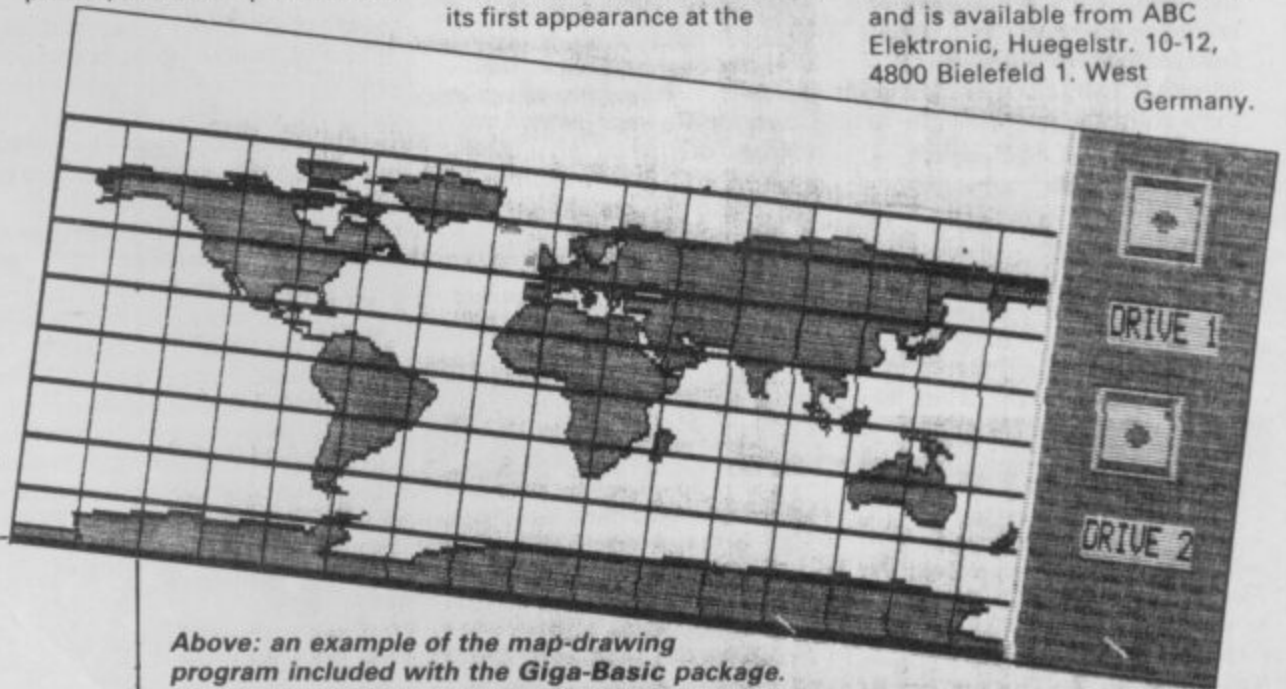 its first appearance at the
and is available from ABC
Elektronic, Huegelstr. 10-12,
4800 Bielefeld 1. West
Germany.
DRIVE 1
DRIVE 2
Above: an example of the map-drawing
program included with the Giga-Basic package.